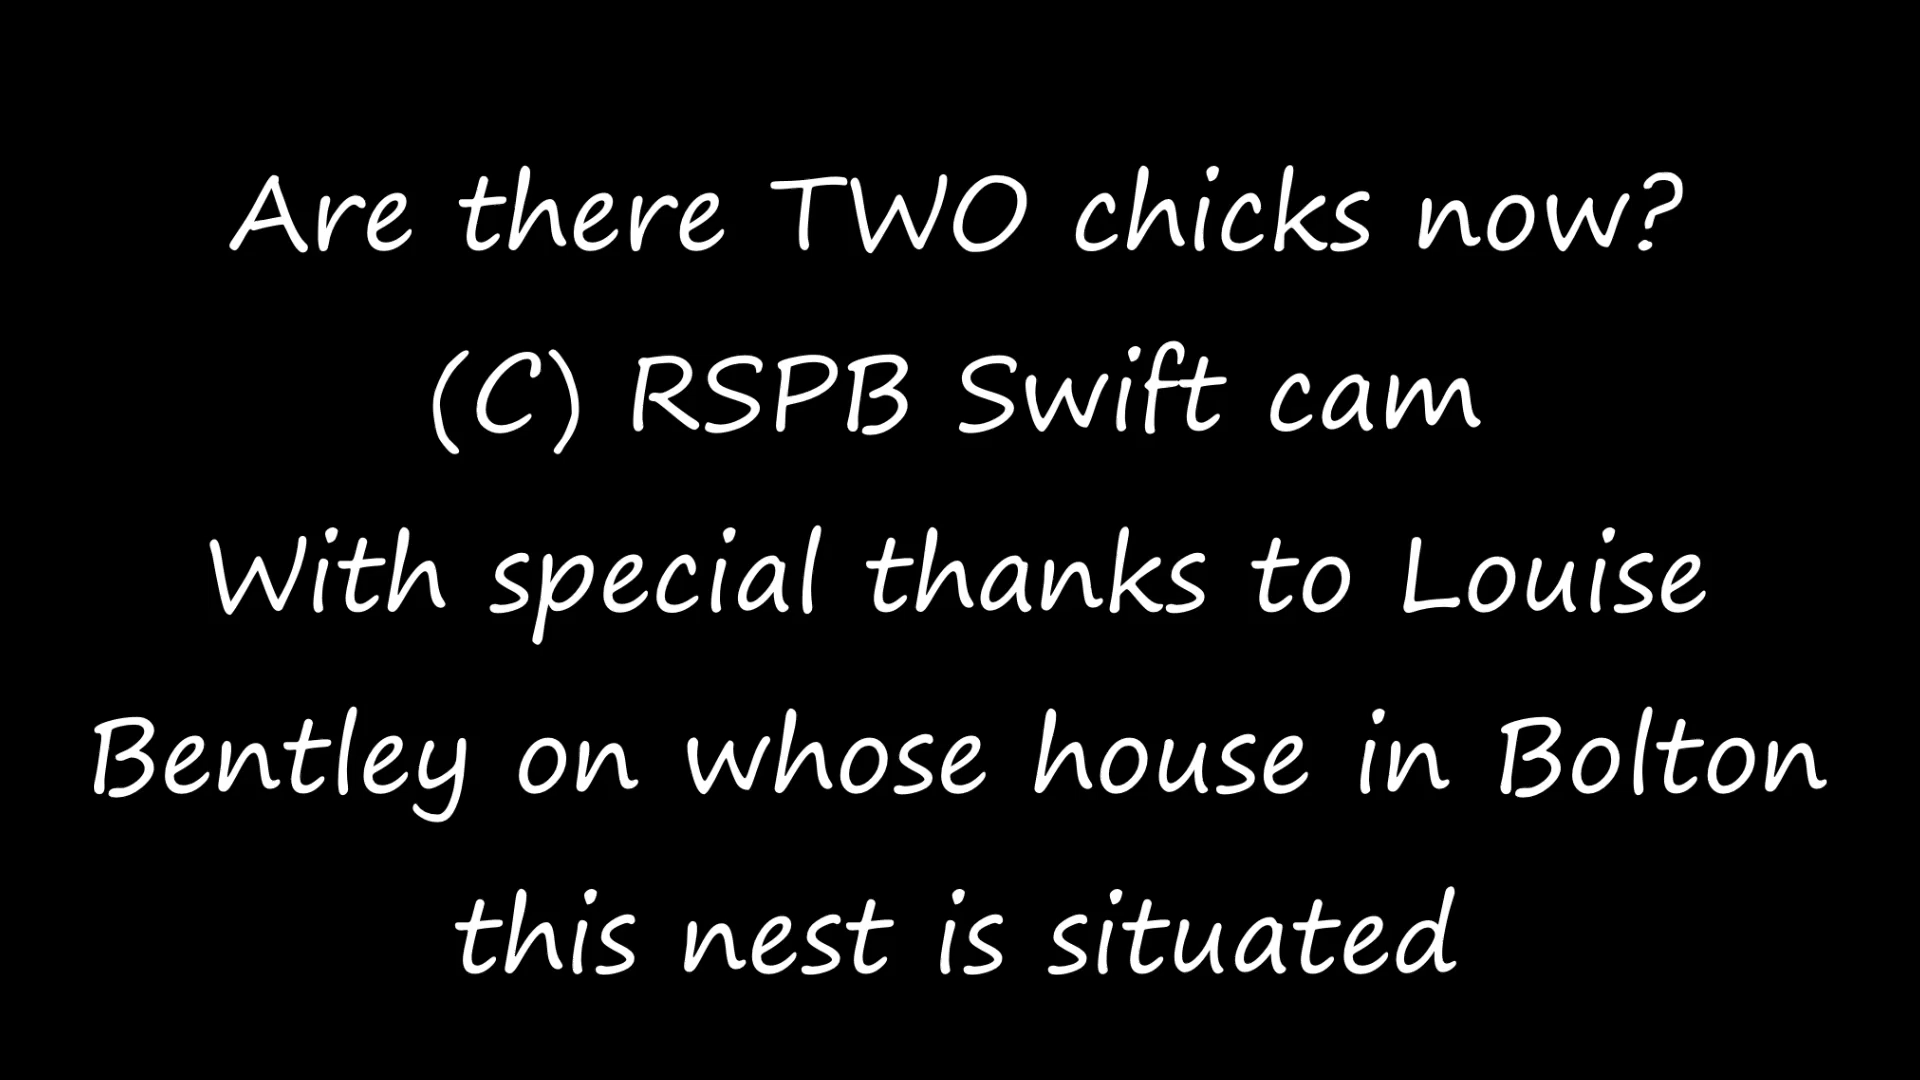 Are there TWO chicks now?
(C) RSPB Swift cam
With special thanks to Louise
Bentley on whose house in Bolton
this nest is situated